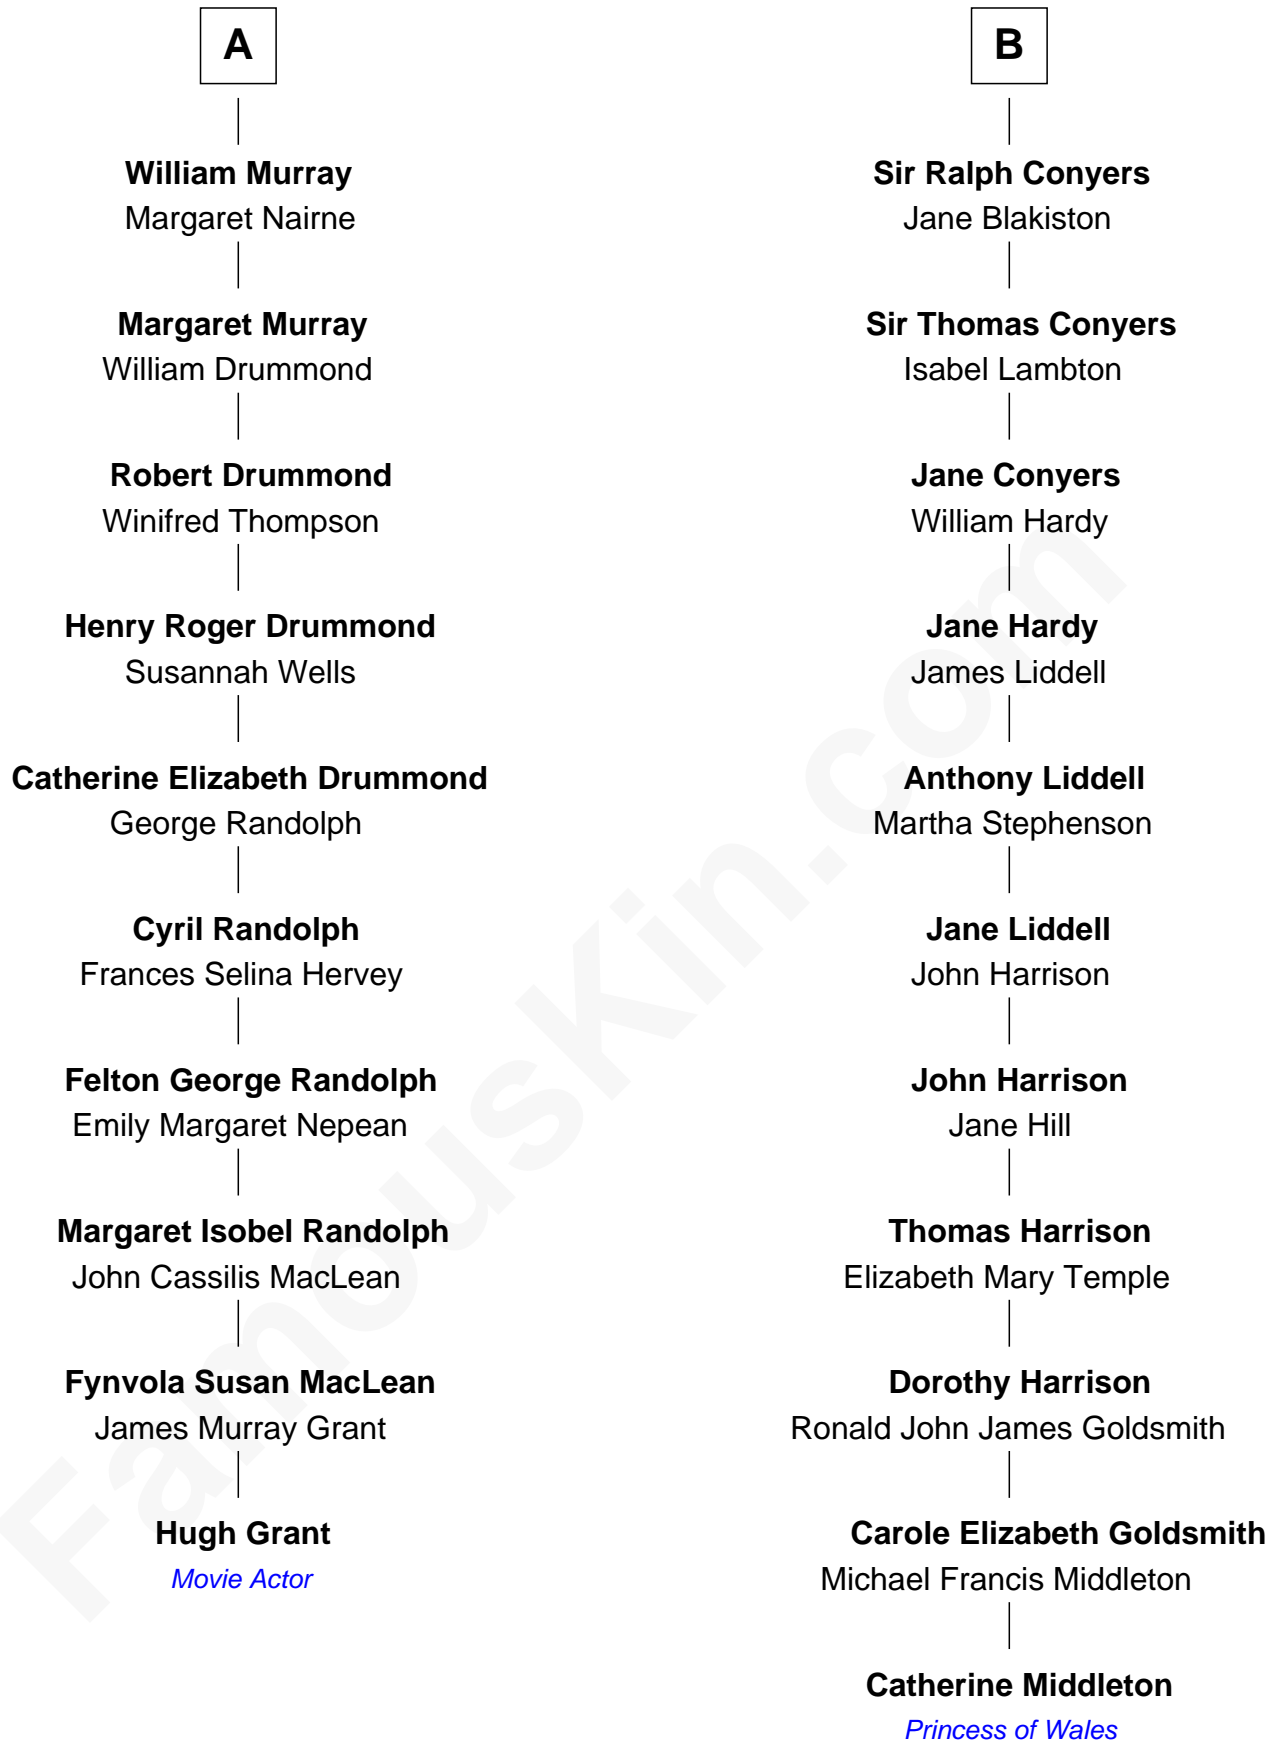 A
William Murray
Margaret Nairne
Margaret Murray
William Drummond
Robert Drummond
Winifred Thompson
Henry Roger Drummond
Susannah Wells
Catherine Elizabeth Drummond
George Randolph
Cyril Randolph
Frances Selina Hervey
Felton George Randolph
Emily Margaret Nepean
Margaret Isobel Randolph
John Cassilis MacLean
Fynvola Susan MacLean
James Murray Grant
Hugh Grant
Movie Actor
B
Sir Ralph Conyers
Jane Blakiston
Sir Thomas Conyers
Isabel Lambton
Jane Conyers
William Hardy
Jane Hardy
James Liddell
Anthony Liddell
Martha Stephenson
Jane Liddell
John Harrison
John Harrison
Jane Hill
Thomas Harrison
Elizabeth Mary Temple
Dorothy Harrison
Ronald John James Goldsmith
Carole Elizabeth Goldsmith
Michael Francis Middleton
Catherine Middleton
Princess of Wales
FamousKin.com